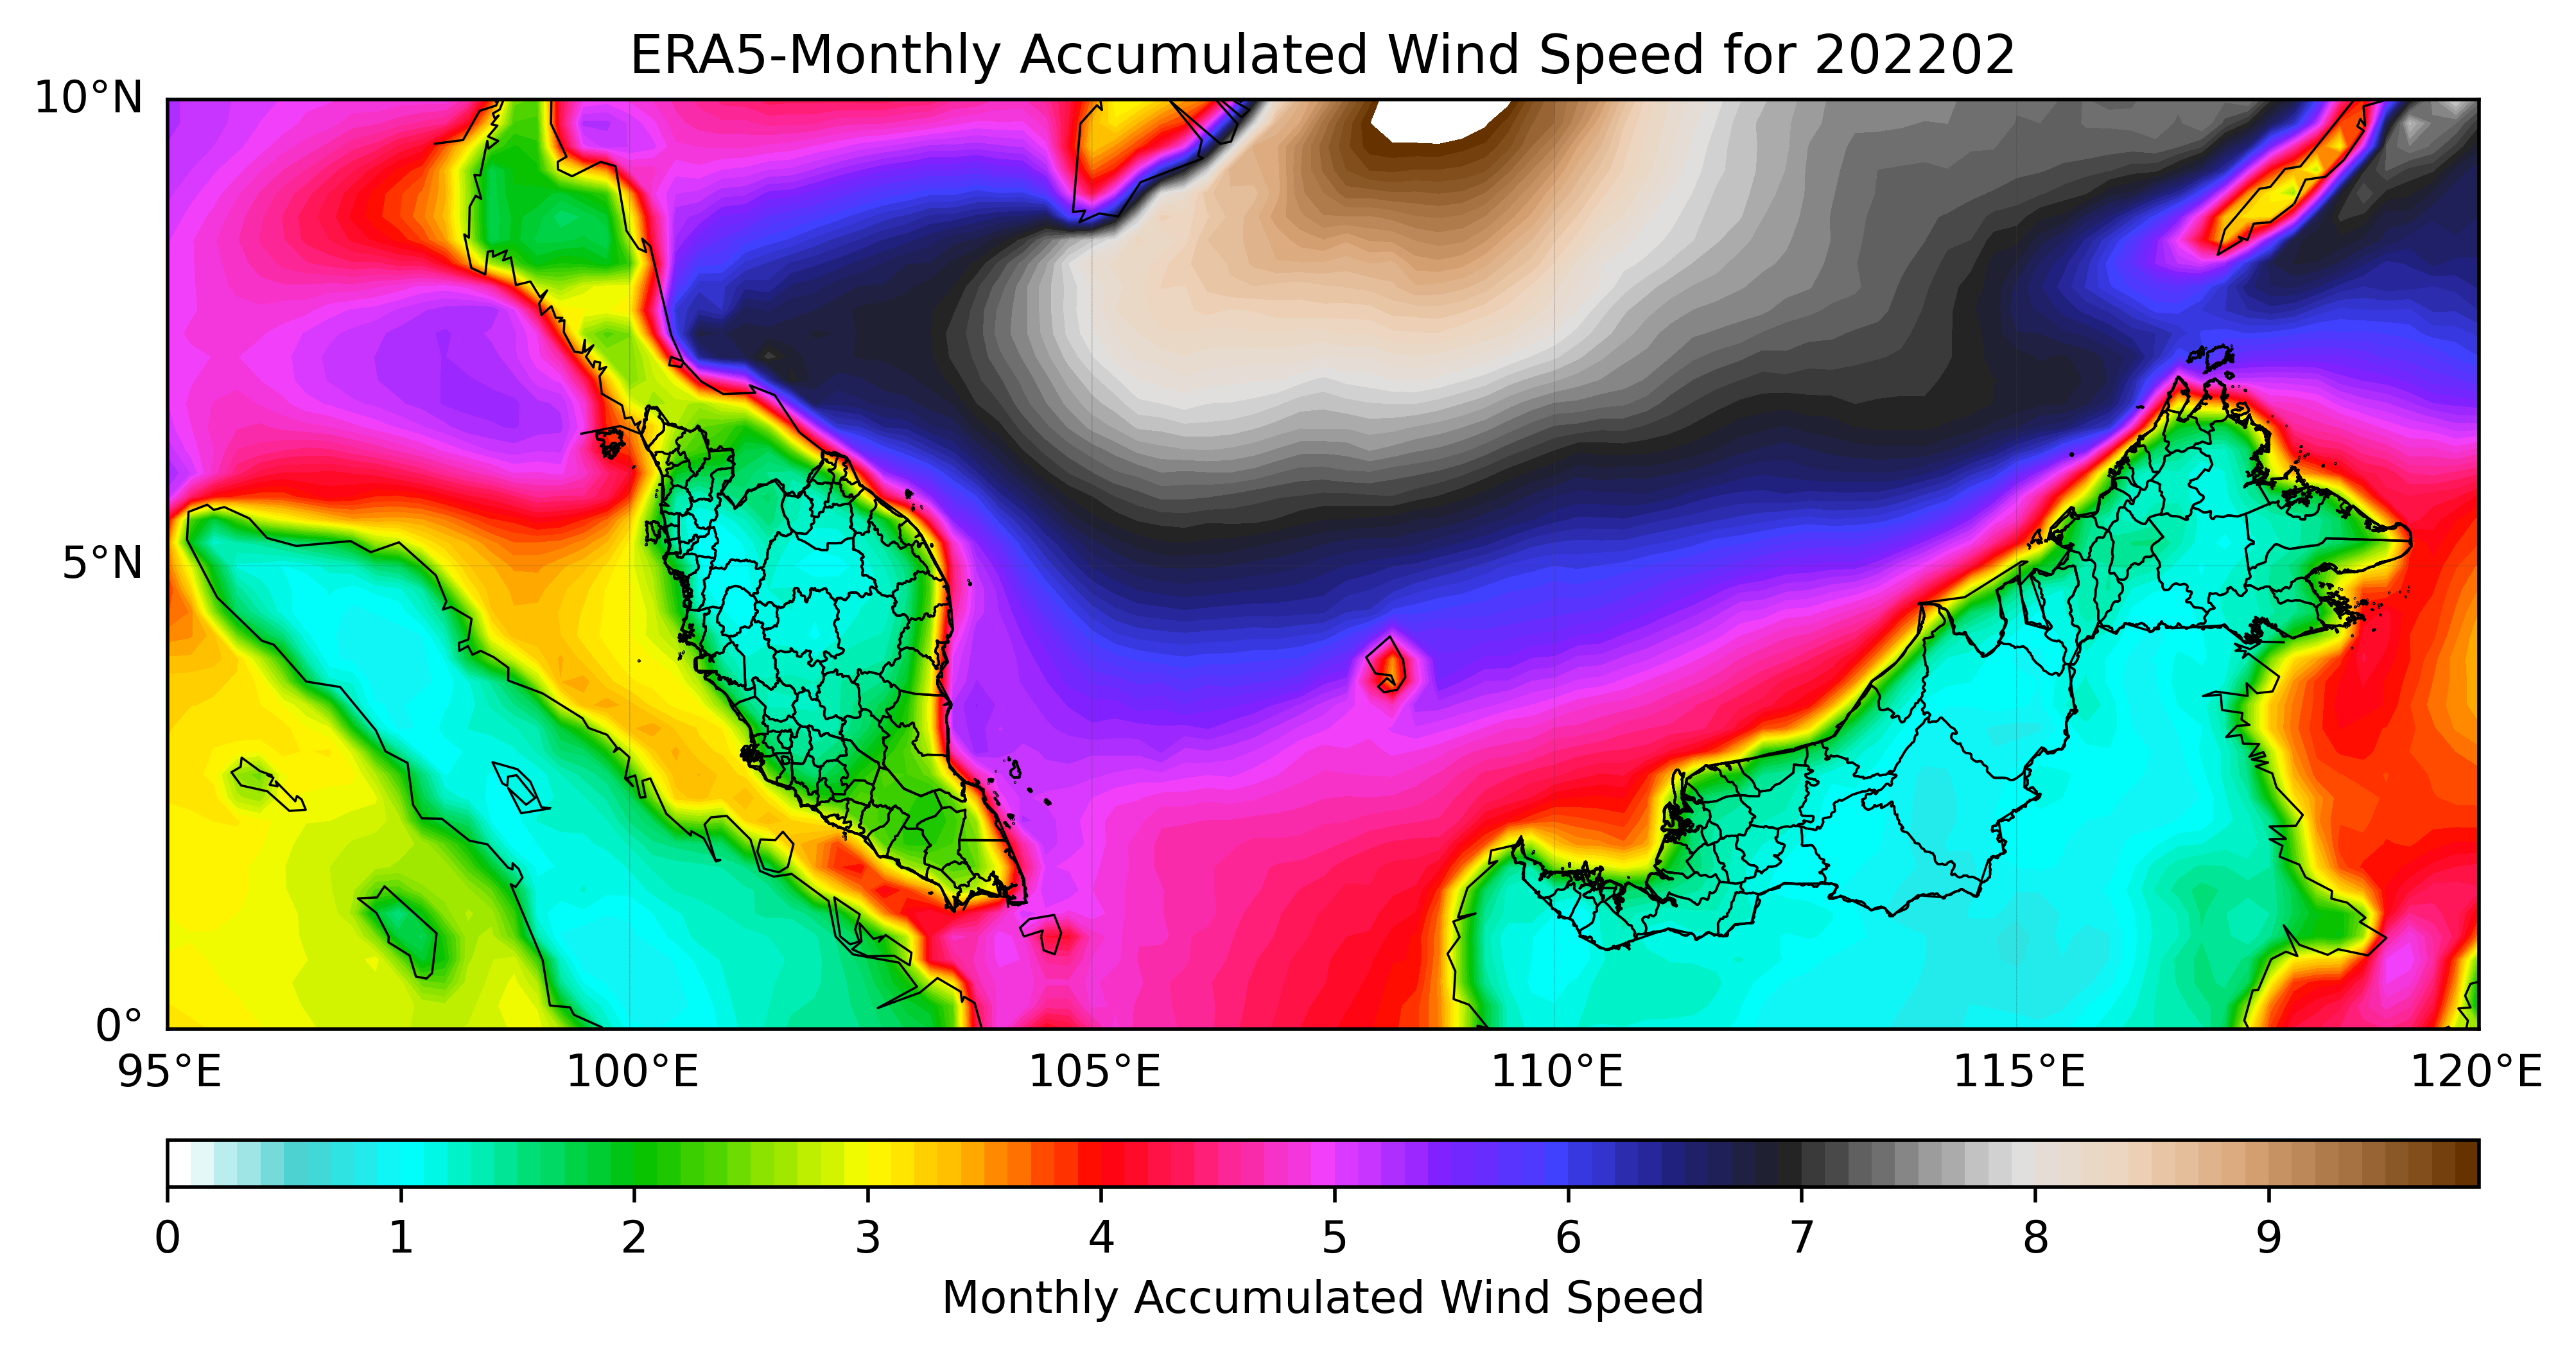 ERA5-Monthly Accumulated Wind Speed for 202202
10°N
5°N
0°
95°E 100°E 105°E 110°E 115°E 120°E
0 1 2 3 4 5 6 7 8 9
Monthly Accumulated Wind Speed